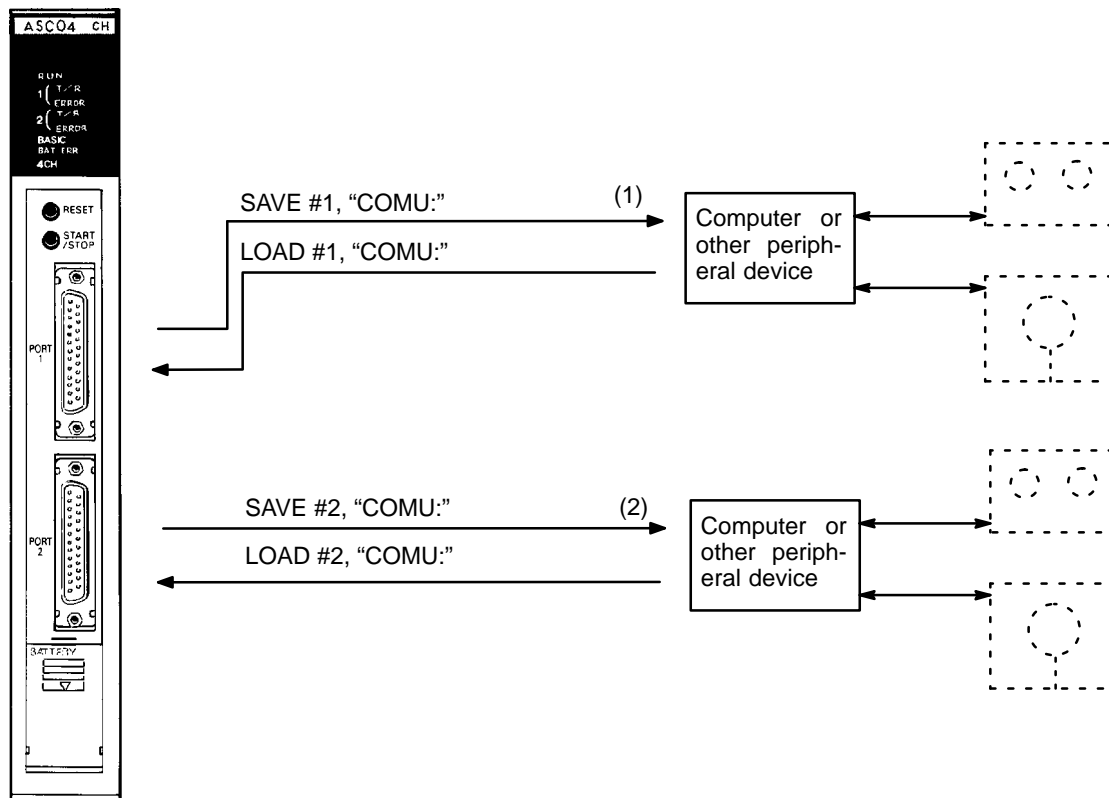 ASC04 CH
RUN
1 ( T/R
ERROR
2 ( T/R
ERROR
BASIC
BAT ERR
4CH
RESET
START
/STOP
PORT
1
PORT
2
BATTERY
SAVE #1, “COMU:”
(1)
LOAD #1, “COMU:”
Computer or
other periph-
eral device
SAVE #2, “COMU:”
(2)
LOAD #2, “COMU:”
Computer or
other periph-
eral device